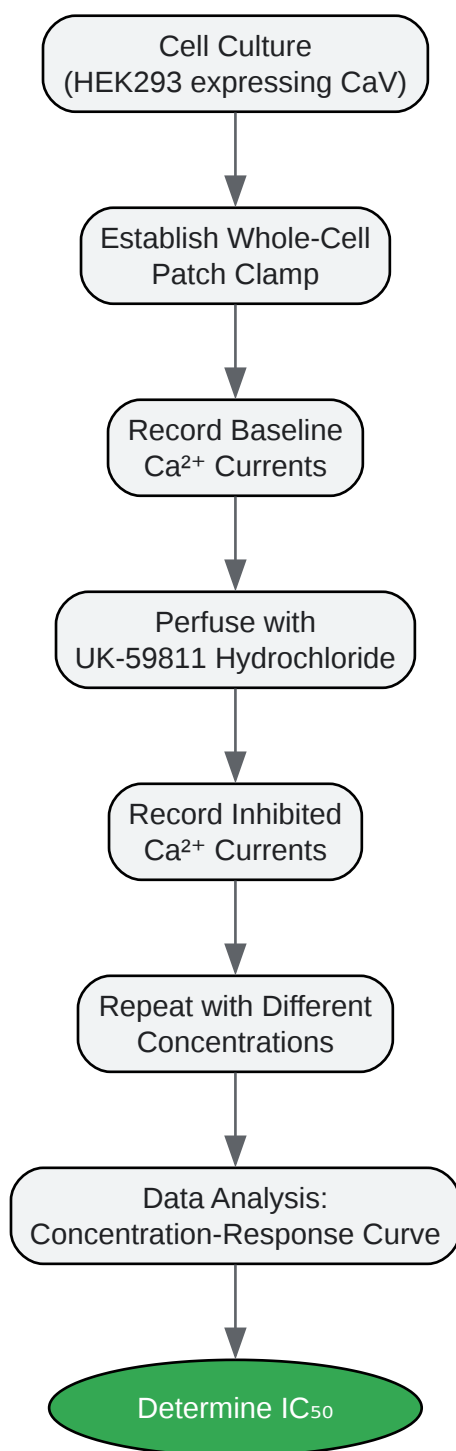 Cell Culture
(HEK293 expressing CaV)
Establish Whole-Cell
Patch Clamp
Record Baseline
Ca²⁺ Currents
Perfuse with
UK-59811 Hydrochloride
Record Inhibited
Ca²⁺ Currents
Repeat with Different
Concentrations
Data Analysis:
Concentration-Response Curve
Determine IC₅₀